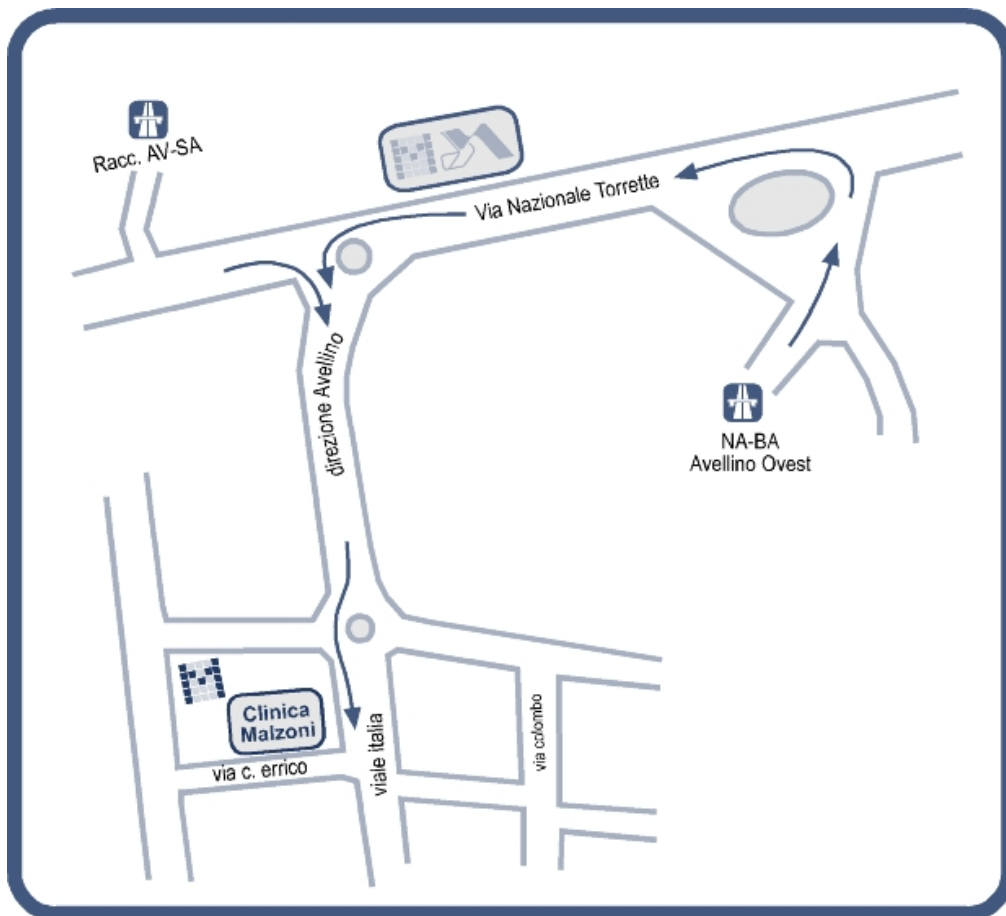 Racc. AV-SA
Via Nazionale Torrette
direzione Avellino
NA-BA
Avellino Ovest
Clinica
Malzoni
via c. errico
viale italia
via colombo